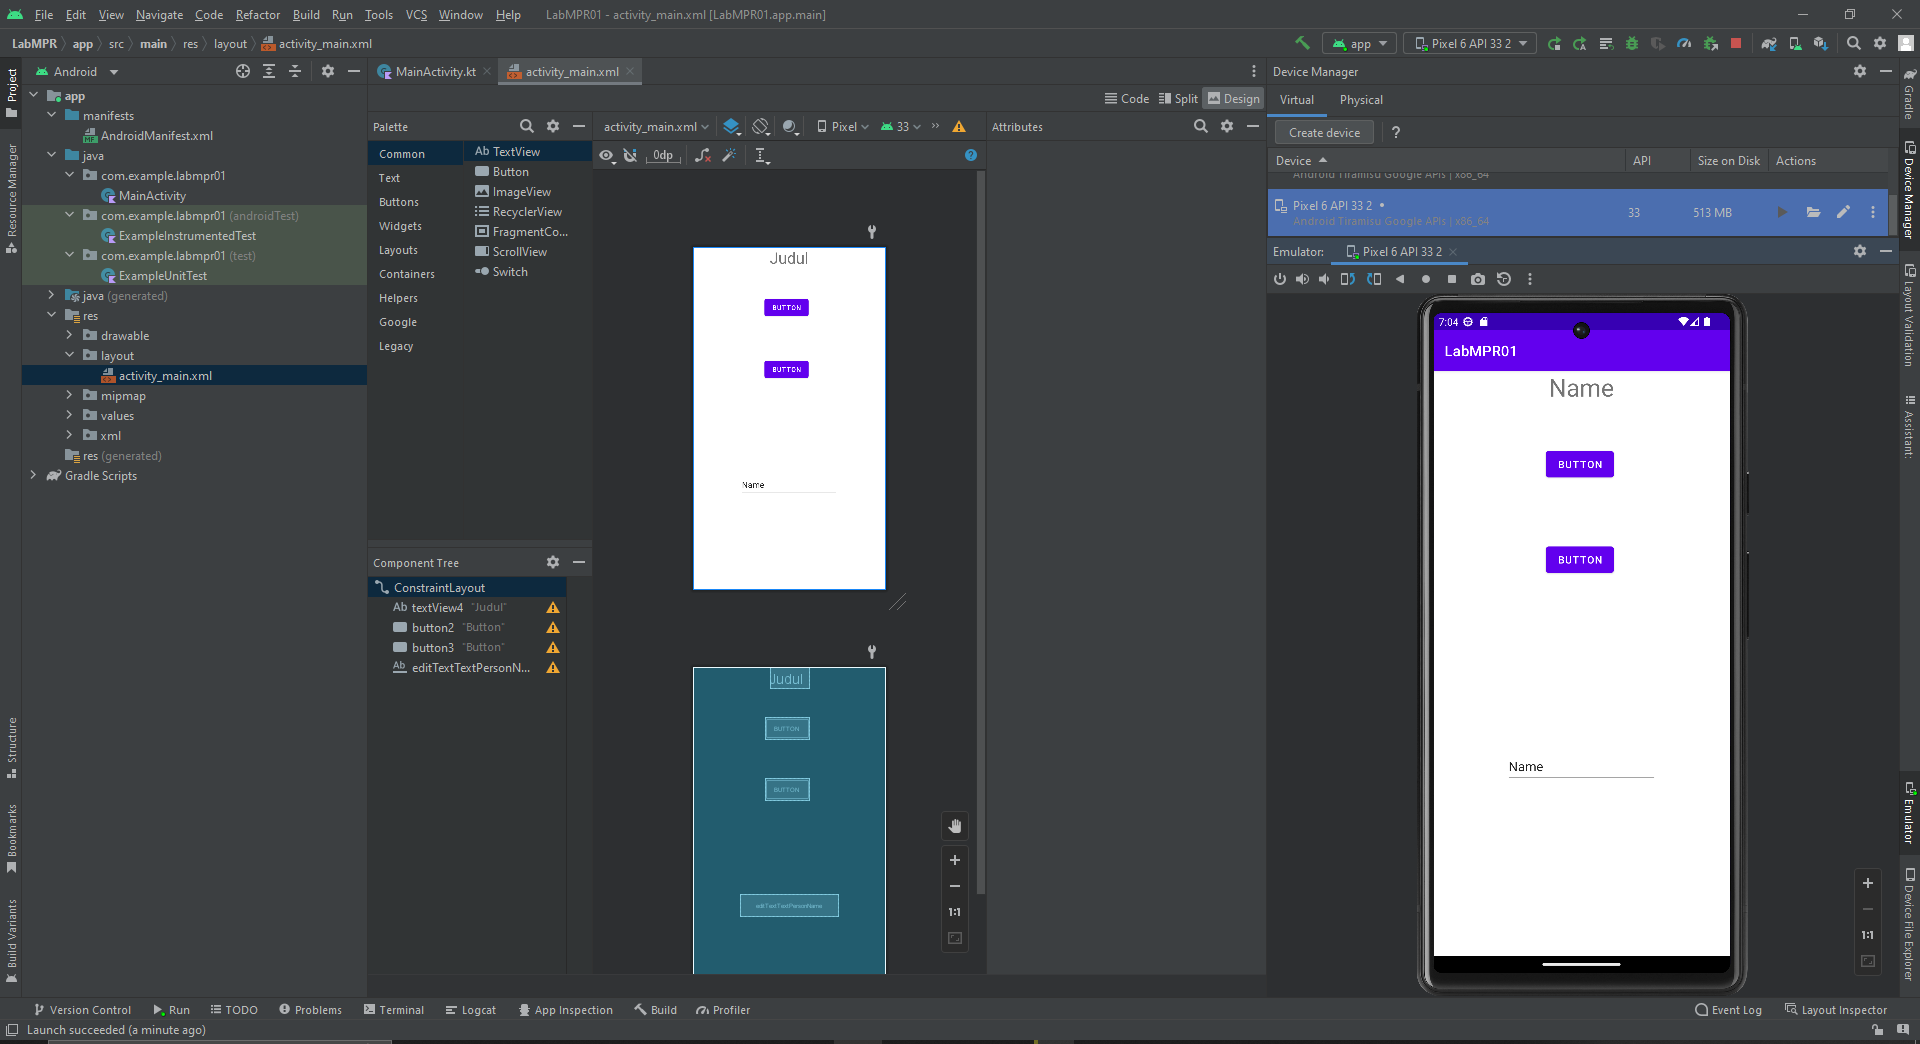 File Edit View Navigate Code Refactor Build Run Tools VCS Window Help LabMPR01 - activity_main.xml [LabMPR01.app.main]
LabMPR app src main res layout activity_main.xml
app Pixel 6 API 33 2
Project
Resource Manager
Structure
Bookmarks
Build Variants
Android
app
manifests
AndroidManifest.xml
java
com.example.labmpr01
MainActivity
com.example.labmpr01 (androidTest)
ExampleInstrumentedTest
com.example.labmpr01 (test)
ExampleUnitTest
java (generated)
res
drawable
layout
activity_main.xml
mipmap
values
xml
res (generated)
Gradle Scripts
MainActivity.kt activity_main.xml
Code Split Design
Palette
Common
Text
Buttons
Widgets
Layouts
Containers
Helpers
Google
Legacy
Ab TextView
Button
ImageView
RecyclerView
FragmentCo...
ScrollView
Switch
Component Tree
ConstraintLayout
Ab textView4 "Judul"
button2 "Button"
button3 "Button"
Ab editTextTextPersonN...
activity_main.xml Pixel 33 »
0dp
Judul
BUTTON
BUTTON
Name
Judul
BUTTON
BUTTON
editTextTextPersonName
1:1
Attributes
Device Manager
Virtual Physical
Create device ?
Device API Size on Disk Actions
Android Tiramisu Google APIs | x86_64
Pixel 6 API 33 2
Android Tiramisu Google APIs | x86_64
33 513 MB
Emulator: Pixel 6 API 33 2
7:04
LabMPR01
Name
BUTTON
BUTTON
Name
1:1
Gradle
Device Manager
Layout Validation
Assistant:
Emulator
Device File Explorer
Version Control Run TODO Problems Terminal Logcat App Inspection Build Profiler Event Log Layout Inspector
Launch succeeded (a minute ago)